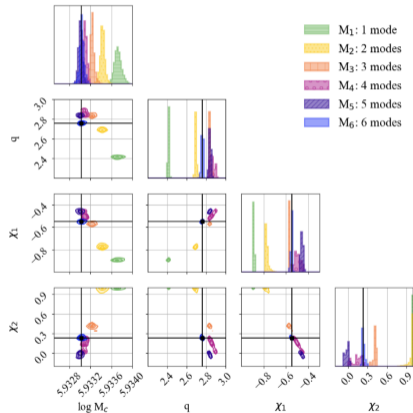 M₁: 1 mode
M₂: 2 modes
M₃: 3 modes
M₄: 4 modes
M₅: 5 modes
M₆: 6 modes
3.0
2.8
2.6
2.4
q
−0.4
−0.6
−0.8
χ₁
0.9
0.6
0.3
0.0
χ₂
5.9328 5.9332 5.9336 5.9340
2.4 2.6 2.8 3.0
−0.8 −0.6 −0.4
0.0 0.3 0.6 0.9
log M_c q χ₁ χ₂